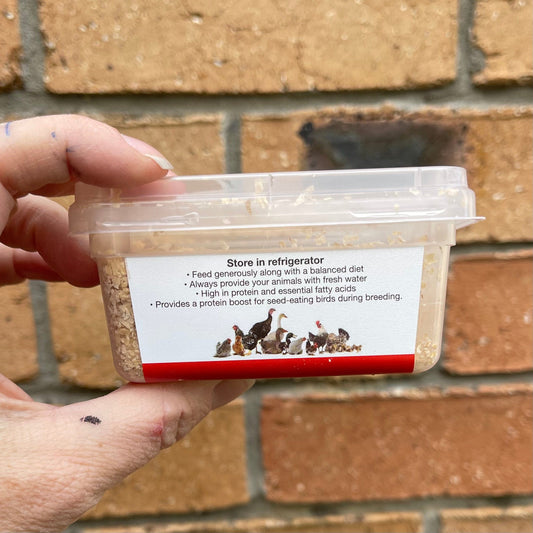 Store in refrigerator
• Feed generously along with a balanced diet
• Always provide your animals with fresh water
• High in protein and essential fatty acids
• Provides a protein boost for seed-eating birds during breeding.